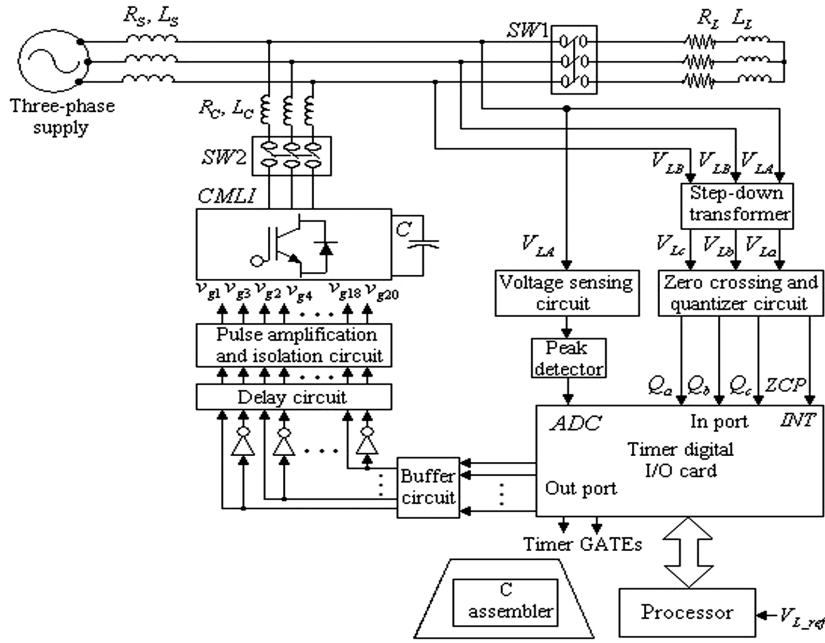 R_S, L_S
SW1
R_L L_L
Three-phase
supply
R_C, L_C
SW2
V_LB V_LB V_LA
CMLI
Step-down
transformer
C
V_LA
V_Lc V_Lb V_La
Voltage sensing
circuit
Zero crossing and
quantizer circuit
v_g1 v_g3 v_g2 v_g4 .... v_g18 v_g20
Pulse amplification
and isolation circuit
Peak
detector
Q_a Q_b Q_c ZCP
Delay circuit
ADC In port INT
Timer digital
I/O card
Buffer
circuit
Out port
Timer GATEs
C
assembler
Processor
V_L_ref